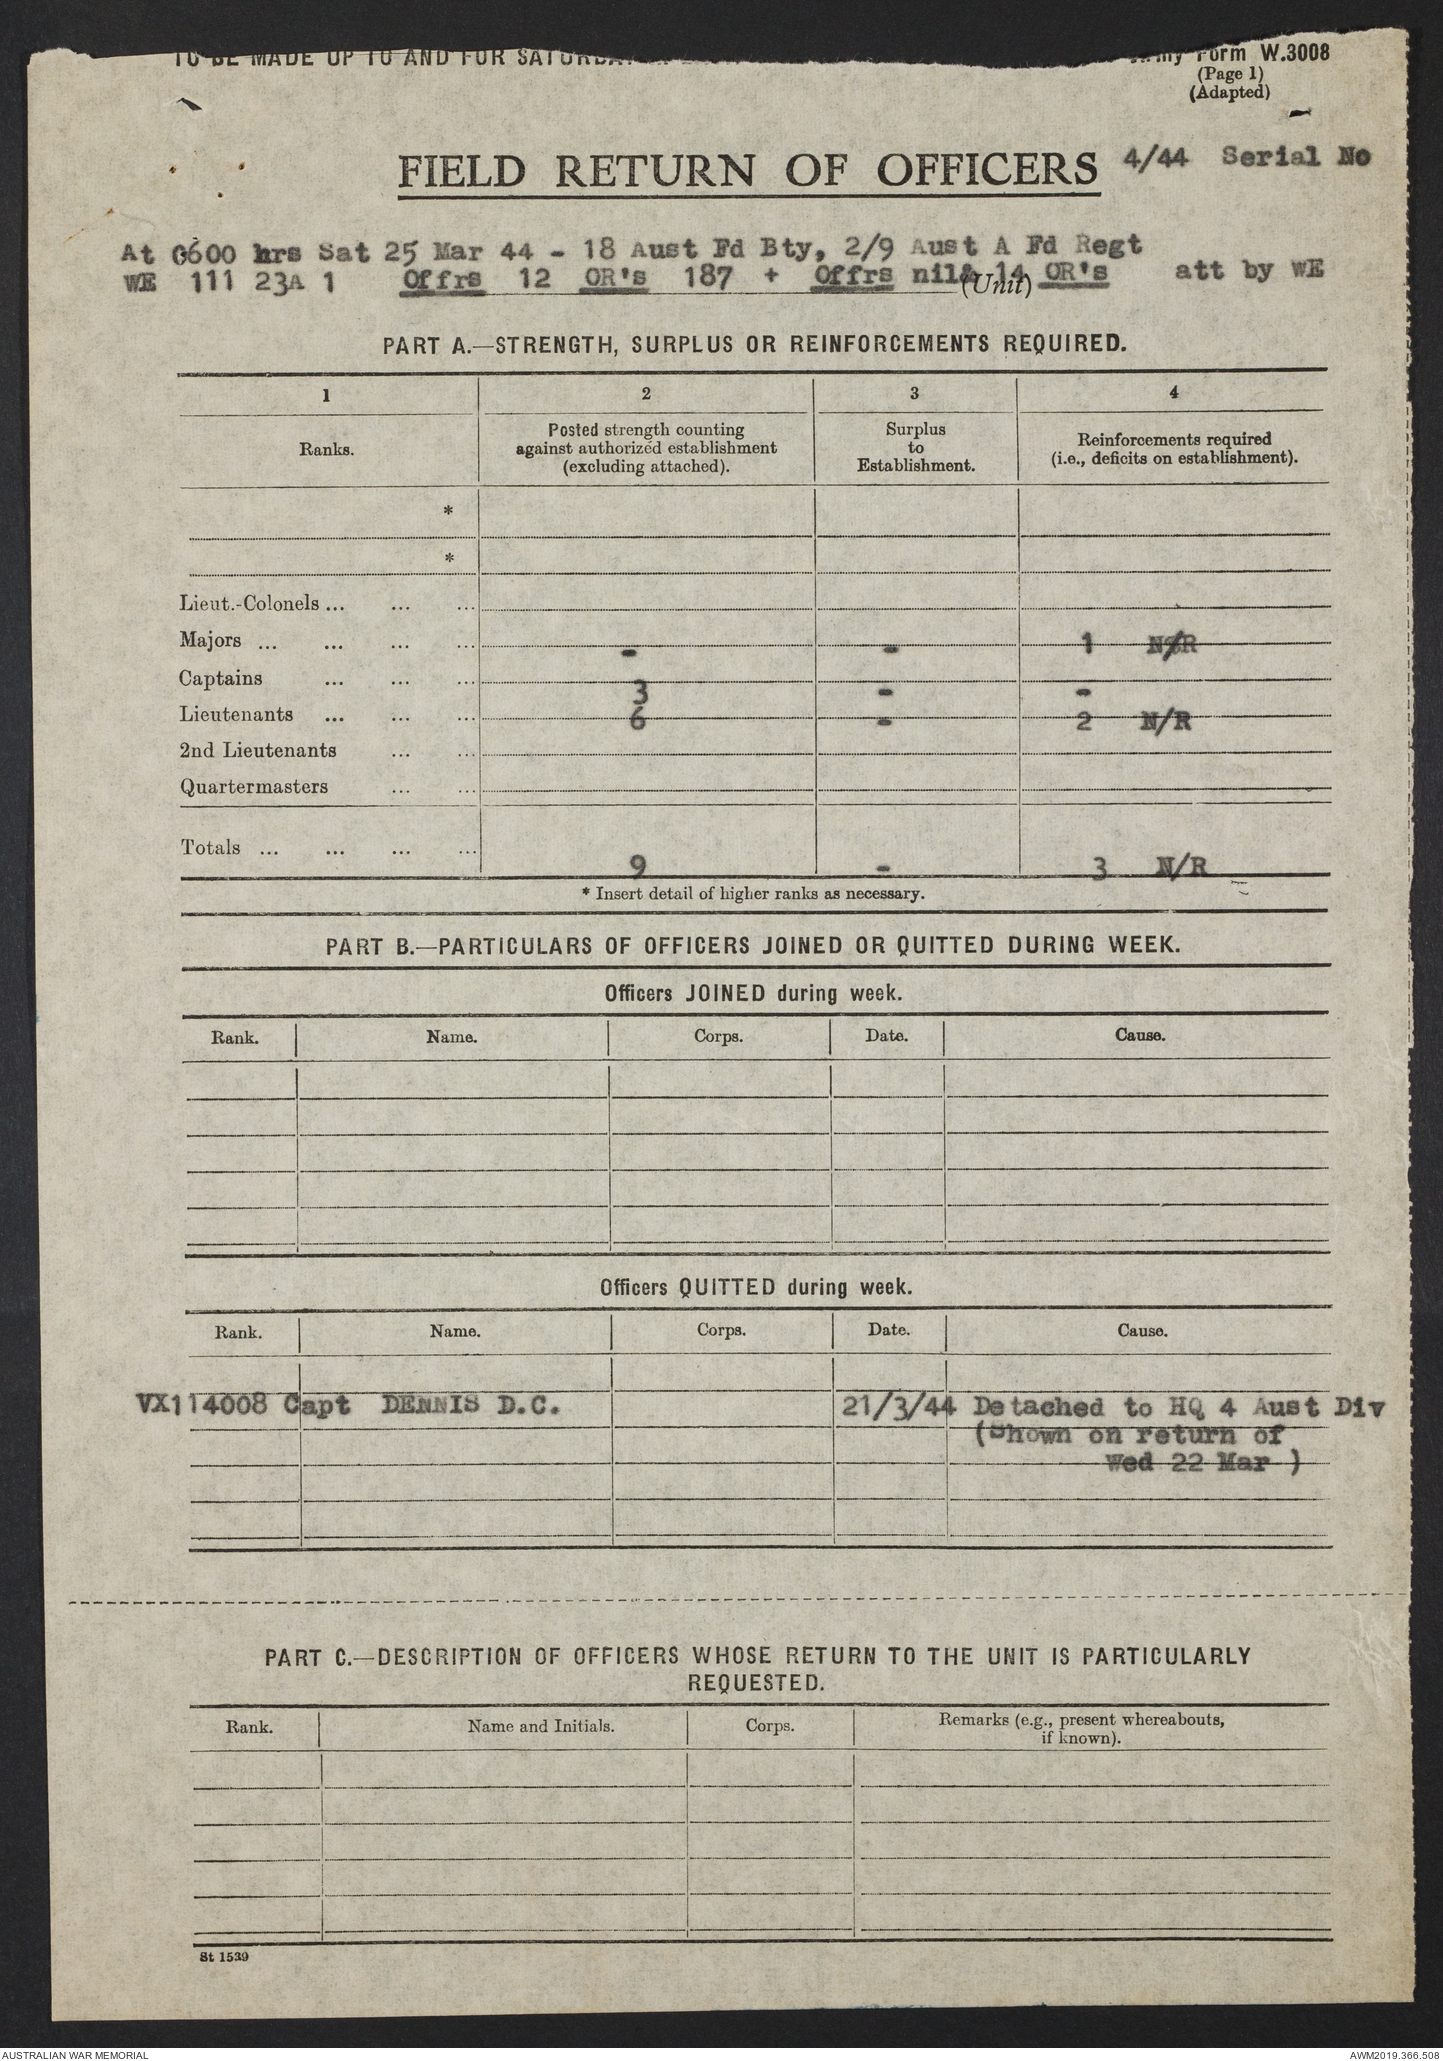 TO BE MADE UP TO AND FOR SATURDAY
Army Form W.3008
(Page 1)
(Adapted)
FIELD RETURN OF OFFICERS 4/44 Serial No
At 0600 hrs Sat 25 Mar 44 - 18 Aust Fd Bty, 2/9 Aust A Fd Regt
WE 111 23A 1 Offrs 12 OR's 187 + Offrs nil& 14 OR's att by WE
(Unit)
PART A.—STRENGTH, SURPLUS OR REINFORCEMENTS REQUIRED.
1 2 3 4
Ranks. Posted strength counting against authorized establishment (excluding attached). Surplus to Establishment. Reinforcements required (i.e., deficits on establishment).
*
*
Lieut.-Colonels ... ... ...
Majors ... ... ... ... - - 1 N/R
Captains ... ... ... 3 - -
Lieutenants ... ... ... 6 - 2 N/R
2nd Lieutenants ... ...
Quartermasters ... ...
Totals ... ... ... ... 9 - 3 N/R
* Insert detail of higher ranks as necessary.
PART B.—PARTICULARS OF OFFICERS JOINED OR QUITTED DURING WEEK.
Officers JOINED during week.
Rank. Name. Corps. Date. Cause.
Officers QUITTED during week.
Rank. Name. Corps. Date. Cause.
VX114008 Capt DENNIS D.C. 21/3/44 Detached to HQ 4 Aust Div
(Shown on return of
Wed 22 Mar )
PART C.—DESCRIPTION OF OFFICERS WHOSE RETURN TO THE UNIT IS PARTICULARLY
REQUESTED.
Rank. Name and Initials. Corps. Remarks (e.g., present whereabouts, if known).
St 1539
AUSTRALIAN WAR MEMORIAL
AWM2019.366.508